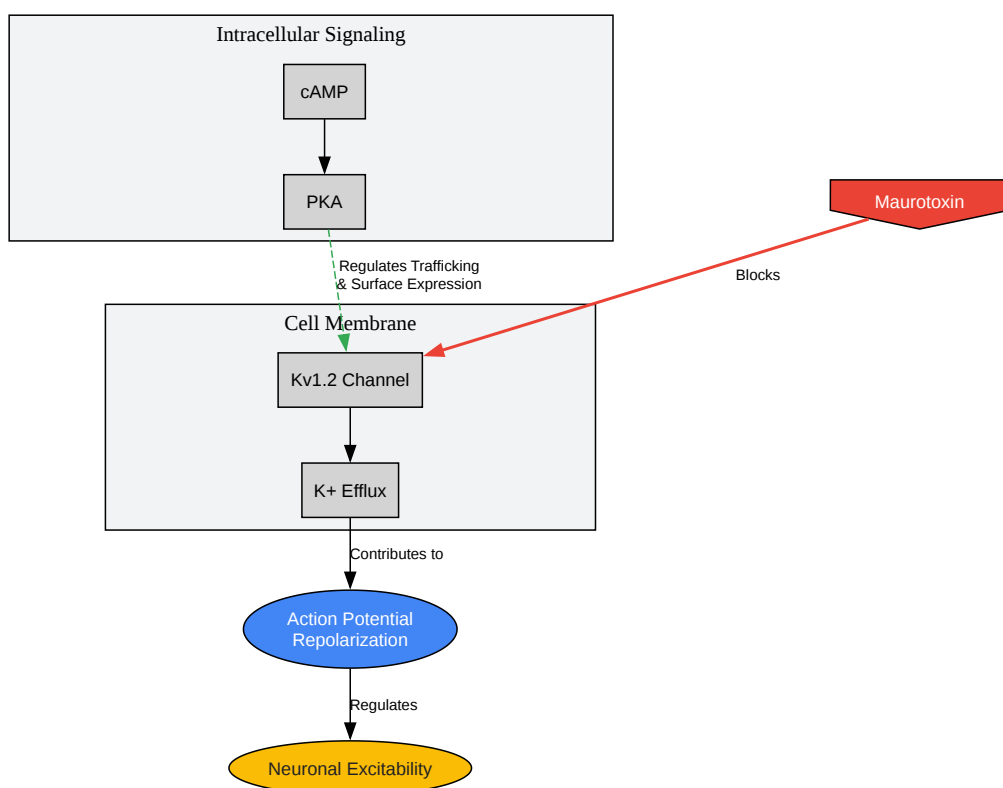 Intracellular Signaling
cAMP
PKA
Maurotoxin
Regulates Trafficking
& Surface Expression
Blocks
Cell Membrane
Kv1.2 Channel
K+ Efflux
Contributes to
Action Potential
Repolarization
Regulates
Neuronal Excitability